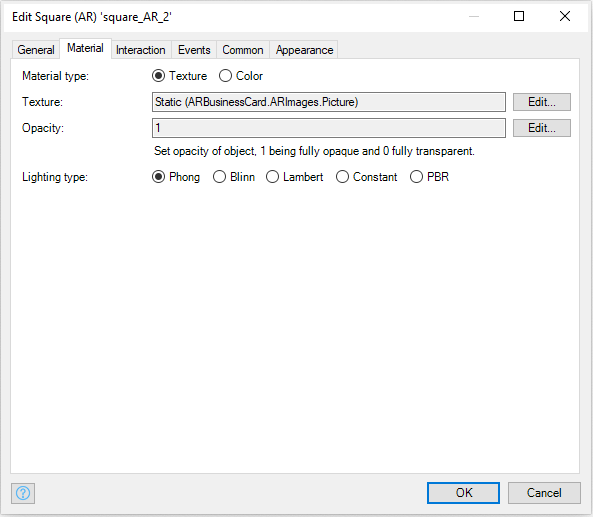 Edit Square (AR) 'square_AR_2'
General Material Interaction Events Common Appearance
Material type: Texture Color
Texture: Static (ARBusinessCard.ARImages.Picture) Edit...
Opacity: 1 Edit...
Set opacity of object, 1 being fully opaque and 0 fully transparent.
Lighting type: Phong Blinn Lambert Constant PBR
? OK Cancel